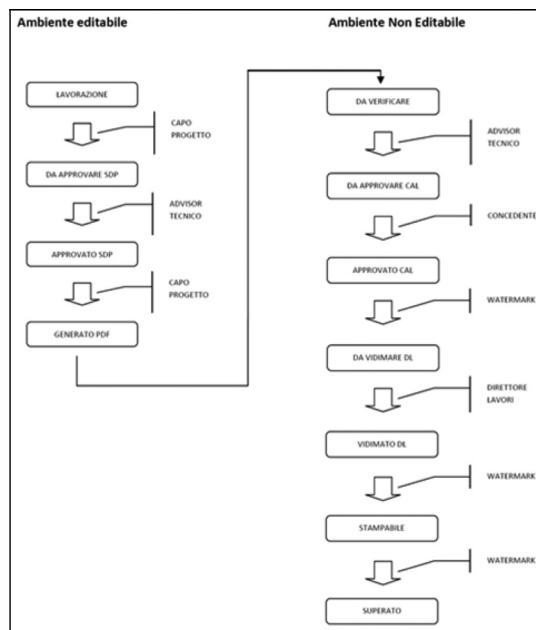 Ambiente editabile
LAVORAZIONE
CAPO
PROGETTO
DA APPROVARE SDP
ADVISOR
TECNICO
APPROVATO SDP
CAPO
PROGETTO
GENERATO PDF
Ambiente Non Editabile
DA VERIFICARE
ADVISOR
TECNICO
DA APPROVARE CAL
CONCEDENTE
APPROVATO CAL
WATERMARK
DA VIDIMARE DL
DIRETTORE
LAVORI
VIDIMATO DL
WATERMARK
STAMPABILE
WATERMARK
SUPERATO